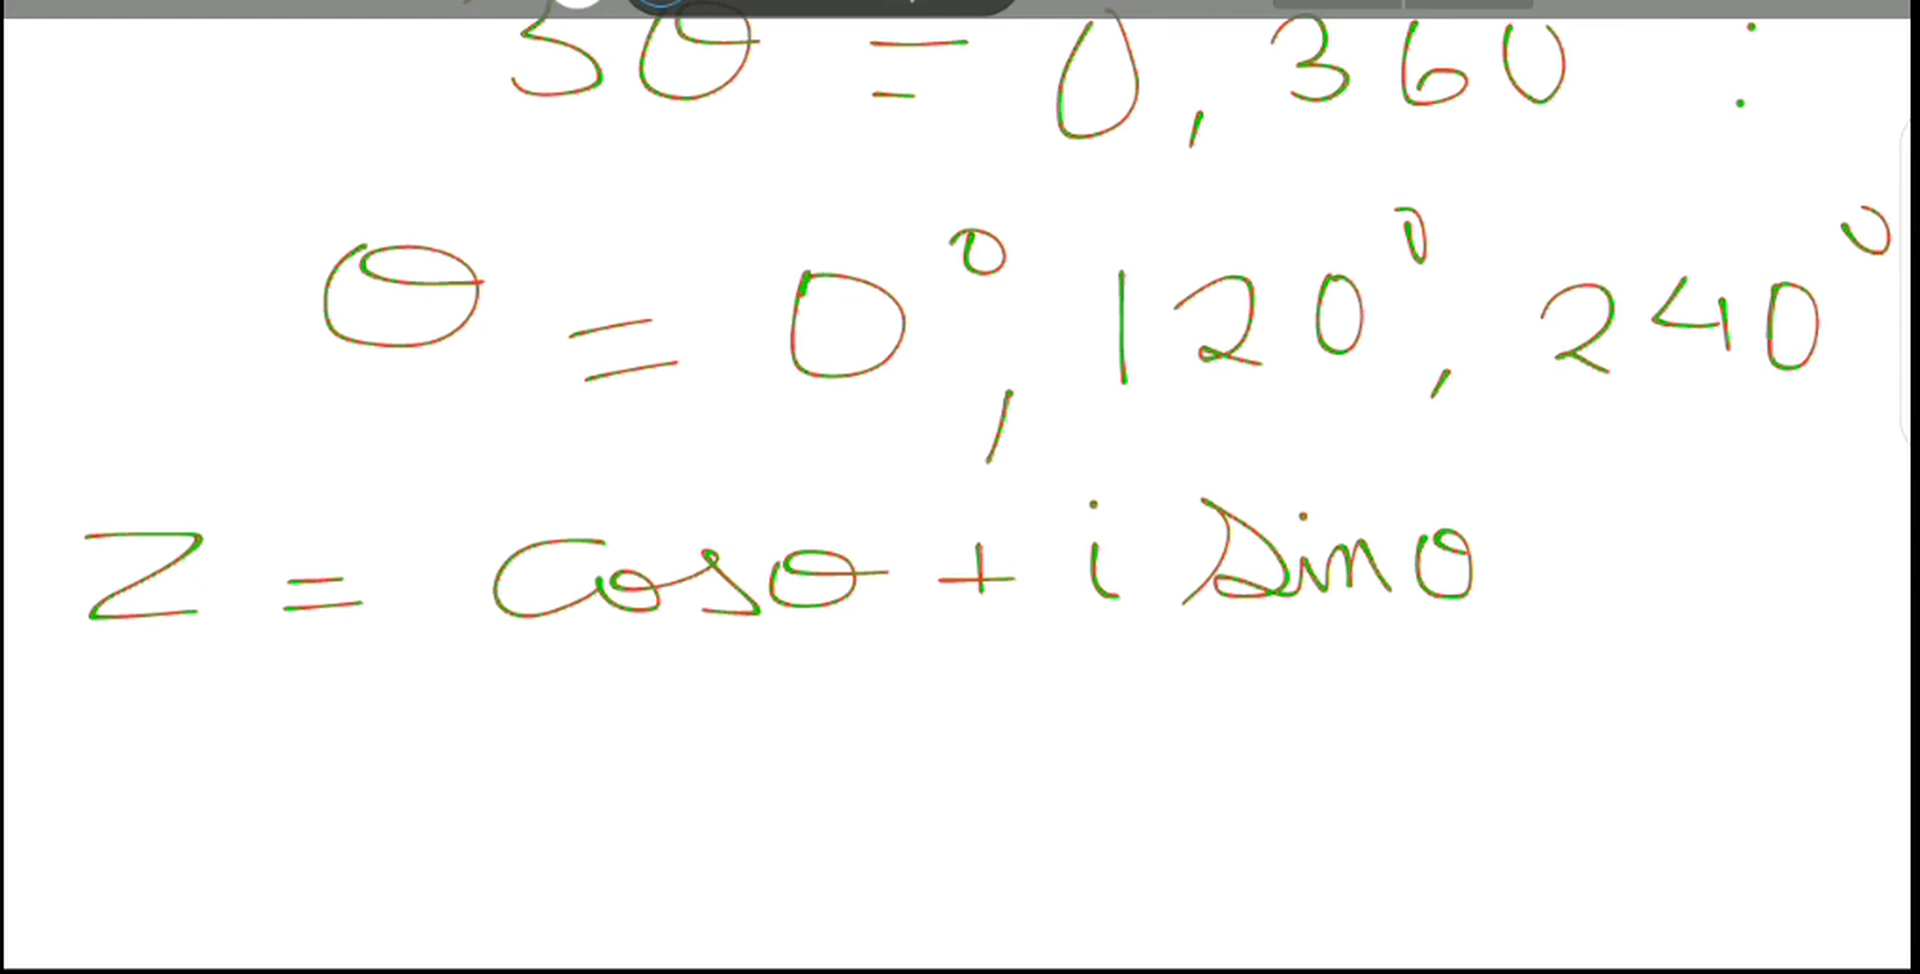 3θ = 0, 360 :
θ = 0°, 120°, 240°
Z = cosθ + i sinθ